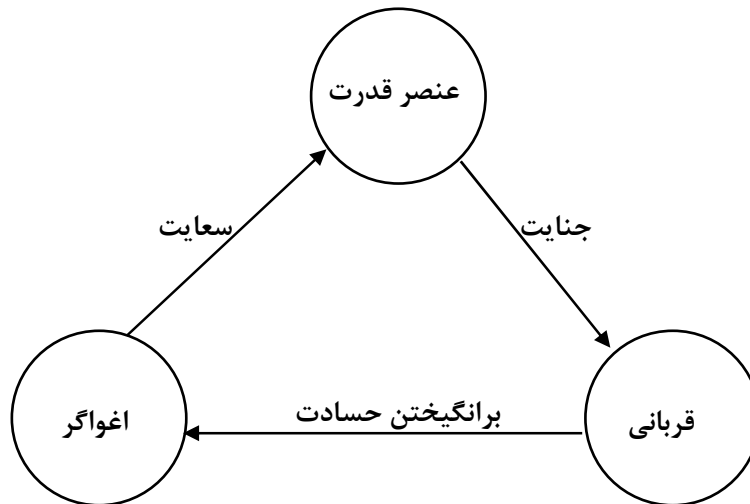 عنصر قدرت
سعایت
جنایت
برانگیختن حسادت
اغواگر
قربانی